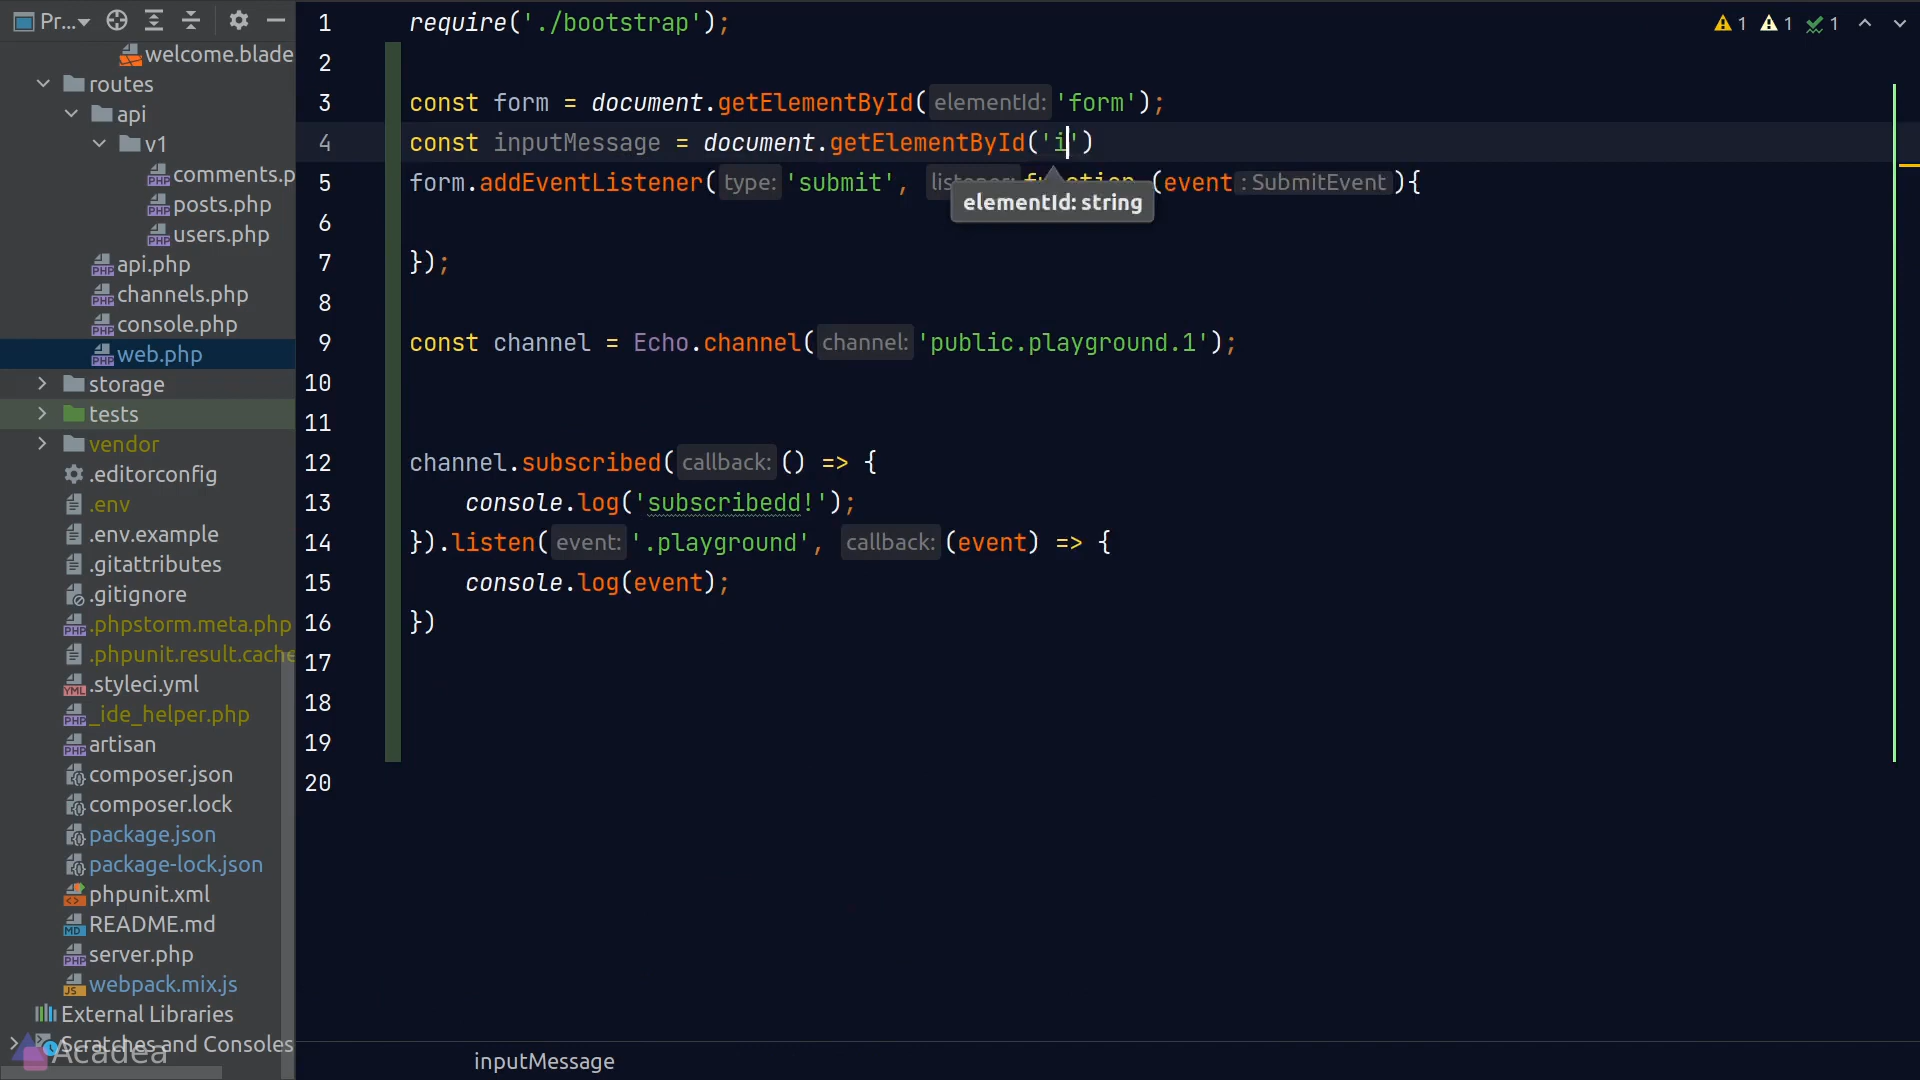 Pr...
welcome.blade
routes
api
v1
comments.p
posts.php
users.php
api.php
channels.php
console.php
web.php
storage
tests
vendor
.editorconfig
.env
.env.example
.gitattributes
.gitignore
.phpstorm.meta.php
.phpunit.result.cache
.styleci.yml
_ide_helper.php
artisan
composer.json
composer.lock
package.json
package-lock.json
phpunit.xml
README.md
server.php
webpack.mix.js
External Libraries
Scratches and Consoles
Acadea
1 require('./bootstrap');
2
3 const form = document.getElementById( elementId: 'form');
4 const inputMessage = document.getElementById('i')
5 form.addEventListener( type: 'submit', listener: function (event : SubmitEvent ){
elementId: string
6
7 });
8
9 const channel = Echo.channel( channel: 'public.playground.1');
10
11
12 channel.subscribed( callback: () => {
13 console.log('subscribedd!');
14 }).listen( event: '.playground', callback: (event) => {
15 console.log(event);
16 })
17
18
19
20
1 1 1
inputMessage